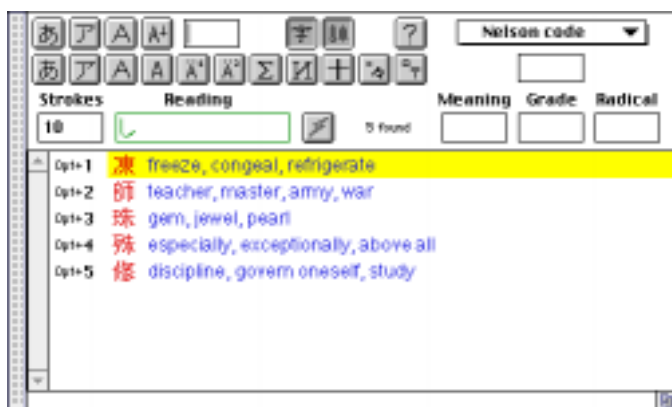 あ ア A A+ 字 ? Nelson code
あ ア A A Ä Ä Σ И
Strokes Reading Meaning Grade Radical
10 し 5 found
Opt+1 凍 freeze, congeal, refrigerate
Opt+2 師 teacher, master, army, war
Opt+3 珠 gem, jewel, pearl
Opt+4 殊 especially, exceptionally, above all
Opt+5 修 discipline, govern oneself, study